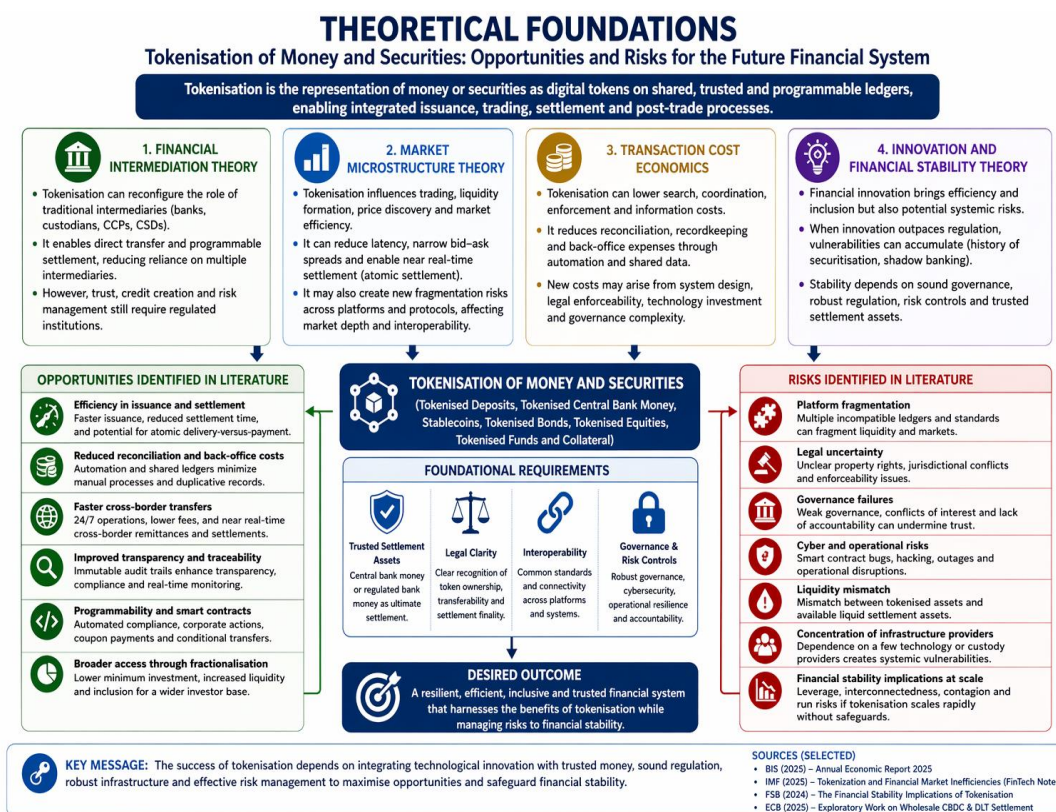 THEORETICAL FOUNDATIONS
Tokenisation of Money and Securities: Opportunities and Risks for the Future Financial System
Tokenisation is the representation of money or securities as digital tokens on shared, trusted and programmable ledgers,
enabling integrated issuance, trading, settlement and post-trade processes.
1. FINANCIAL
INTERMEDIATION THEORY
• Tokenisation can reconfigure the role of
traditional intermediaries (banks,
custodians, CCPs, CSDs).
• It enables direct transfer and programmable
settlement, reducing reliance on multiple
intermediaries.
• However, trust, credit creation and risk
management still require regulated
institutions.
2. MARKET
MICROSTRUCTURE THEORY
• Tokenisation influences trading, liquidity
formation, price discovery and market
efficiency.
• It can reduce latency, narrow bid–ask
spreads and enable near real-time
settlement (atomic settlement).
• It may also create new fragmentation risks
across platforms and protocols, affecting
market depth and interoperability.
3. TRANSACTION COST
ECONOMICS
• Tokenisation can lower search, coordination,
enforcement and information costs.
• It reduces reconciliation, recordkeeping
and back-office expenses through
automation and shared data.
• New costs may arise from system design,
legal enforceability, technology investment
and governance complexity.
4. INNOVATION AND
FINANCIAL STABILITY THEORY
• Financial innovation brings efficiency and
inclusion but also potential systemic risks.
• When innovation outpaces regulation,
vulnerabilities can accumulate (history of
securitisation, shadow banking).
• Stability depends on sound governance,
robust regulation, risk controls and trusted
settlement assets.
OPPORTUNITIES IDENTIFIED IN LITERATURE
Efficiency in issuance and settlement
Faster issuance, reduced settlement time,
and potential for atomic delivery-versus-payment.
Reduced reconciliation and back-office costs
Automation and shared ledgers minimize
manual processes and duplicative records.
Faster cross-border transfers
24/7 operations, lower fees, and near real-time
cross-border remittances and settlements.
Improved transparency and traceability
Immutable audit trails enhance transparency,
compliance and real-time monitoring.
Programmability and smart contracts
Automated compliance, corporate actions,
coupon payments and conditional transfers.
Broader access through fractionalisation
Lower minimum investment, increased liquidity
and inclusion for a wider investor base.
TOKENISATION OF MONEY AND SECURITIES
(Tokenised Deposits, Tokenised Central Bank Money,
Stablecoins, Tokenised Bonds, Tokenised Equities,
Tokenised Funds and Collateral)
FOUNDATIONAL REQUIREMENTS
Trusted Settlement
Assets
Central bank money
or regulated bank
money as ultimate
settlement.
Legal Clarity
Clear recognition of
token ownership,
transferability and
settlement finality.
Interoperability
Common standards
and connectivity
across platforms
and systems.
Governance &
Risk Controls
Robust governance,
cybersecurity,
operational resilience
and accountability.
DESIRED OUTCOME
A resilient, efficient, inclusive and trusted financial system
that harnesses the benefits of tokenisation while
managing risks to financial stability.
RISKS IDENTIFIED IN LITERATURE
Platform fragmentation
Multiple incompatible ledgers and standards
can fragment liquidity and markets.
Legal uncertainty
Unclear property rights, jurisdictional conflicts
and enforceability issues.
Governance failures
Weak governance, conflicts of interest and lack
of accountability can undermine trust.
Cyber and operational risks
Smart contract bugs, hacking, outages and
operational disruptions.
Liquidity mismatch
Mismatch between tokenised assets and
available liquid settlement assets.
Concentration of infrastructure providers
Dependence on a few technology or custody
providers creates systemic vulnerabilities.
Financial stability implications at scale
Leverage, interconnectedness, contagion and
run risks if tokenisation scales rapidly
without safeguards.
KEY MESSAGE: The success of tokenisation depends on integrating technological innovation with trusted money, sound regulation,
robust infrastructure and effective risk management to maximise opportunities and safeguard financial stability.
SOURCES (SELECTED)
• BIS (2025) – Annual Economic Report 2025
• IMF (2025) – Tokenization and Financial Market Inefficiencies (FinTech Note
• FSB (2024) – The Financial Stability Implications of Tokenisation
• ECB (2025) – Exploratory Work on Wholesale CBDC & DLT Settlement